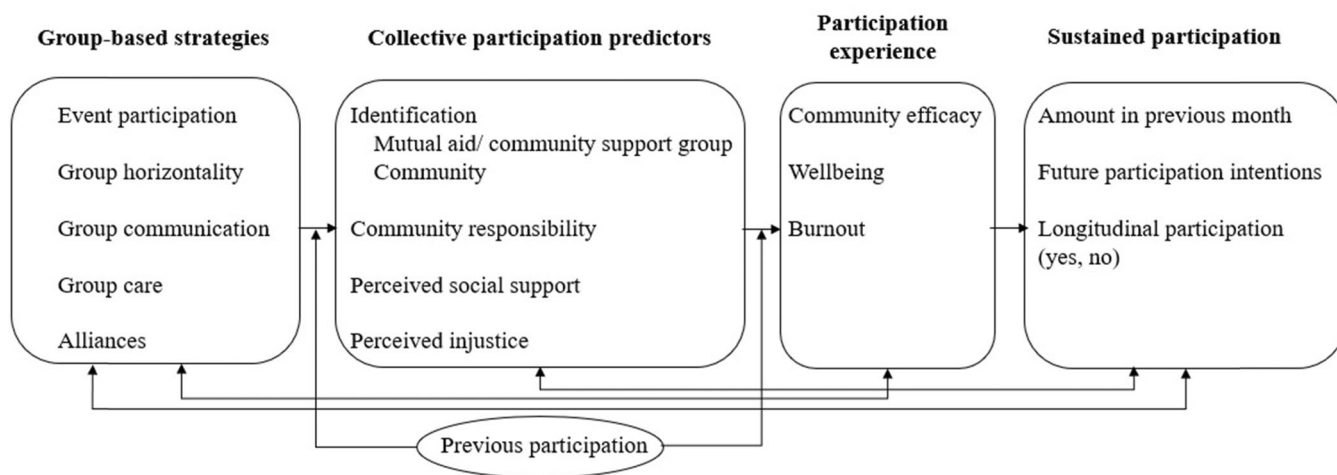 Group-based strategies
Event participation
Group horizontality
Group communication
Group care
Alliances
Collective participation predictors
Identification
Mutual aid/ community support group
Community
Community responsibility
Perceived social support
Perceived injustice
Participation
experience
Community efficacy
Wellbeing
Burnout
Sustained participation
Amount in previous month
Future participation intentions
Longitudinal participation
(yes, no)
Previous participation